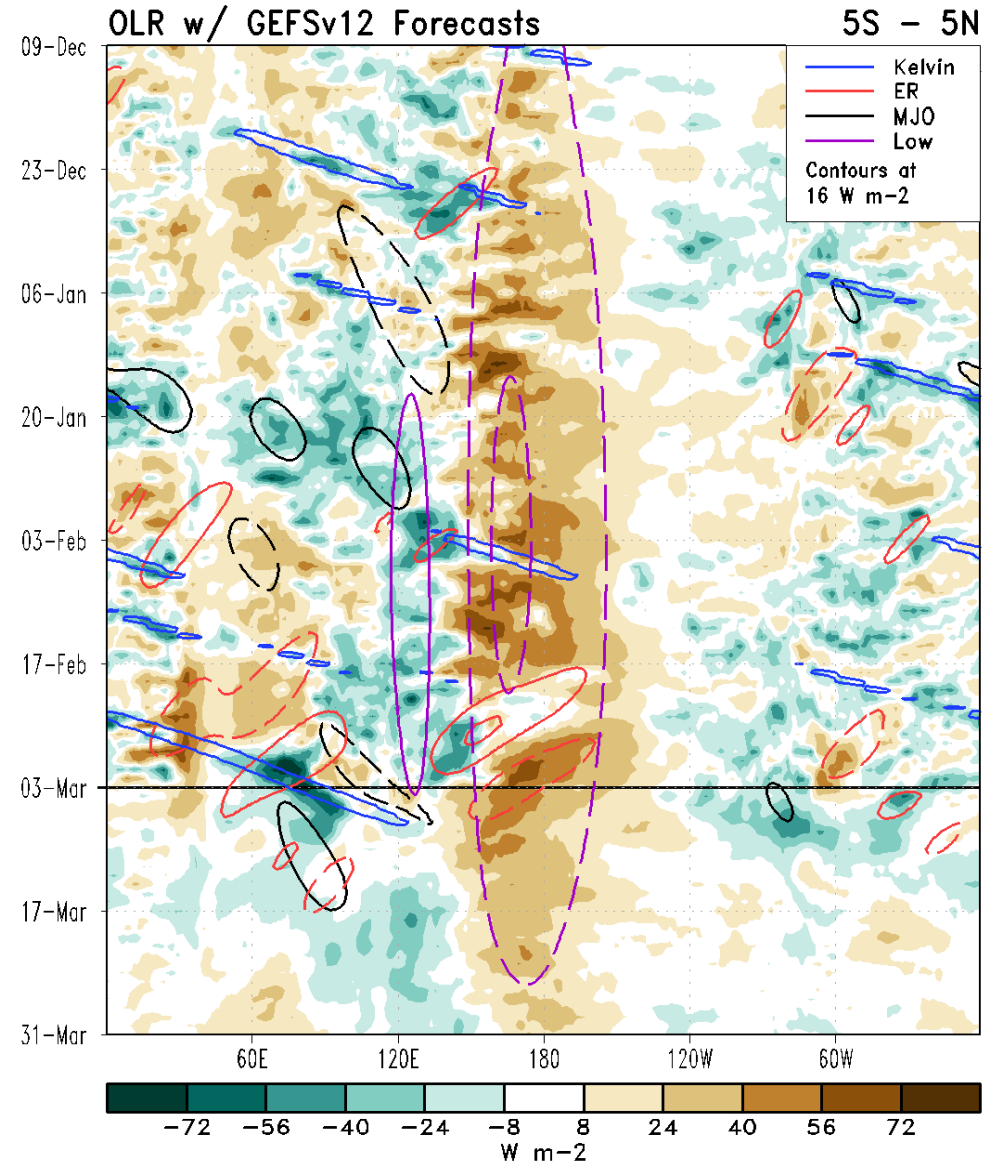 OLR w/ GEFSv12 Forecasts 5S - 5N
09-Dec
23-Dec
06-Jan
20-Jan
03-Feb
17-Feb
03-Mar
17-Mar
31-Mar
Kelvin
ER
MJO
Low
Contours at
16 W m-2
60E 120E 180 120W 60W
-72 -56 -40 -24 -8 8 24 40 56 72
W m-2